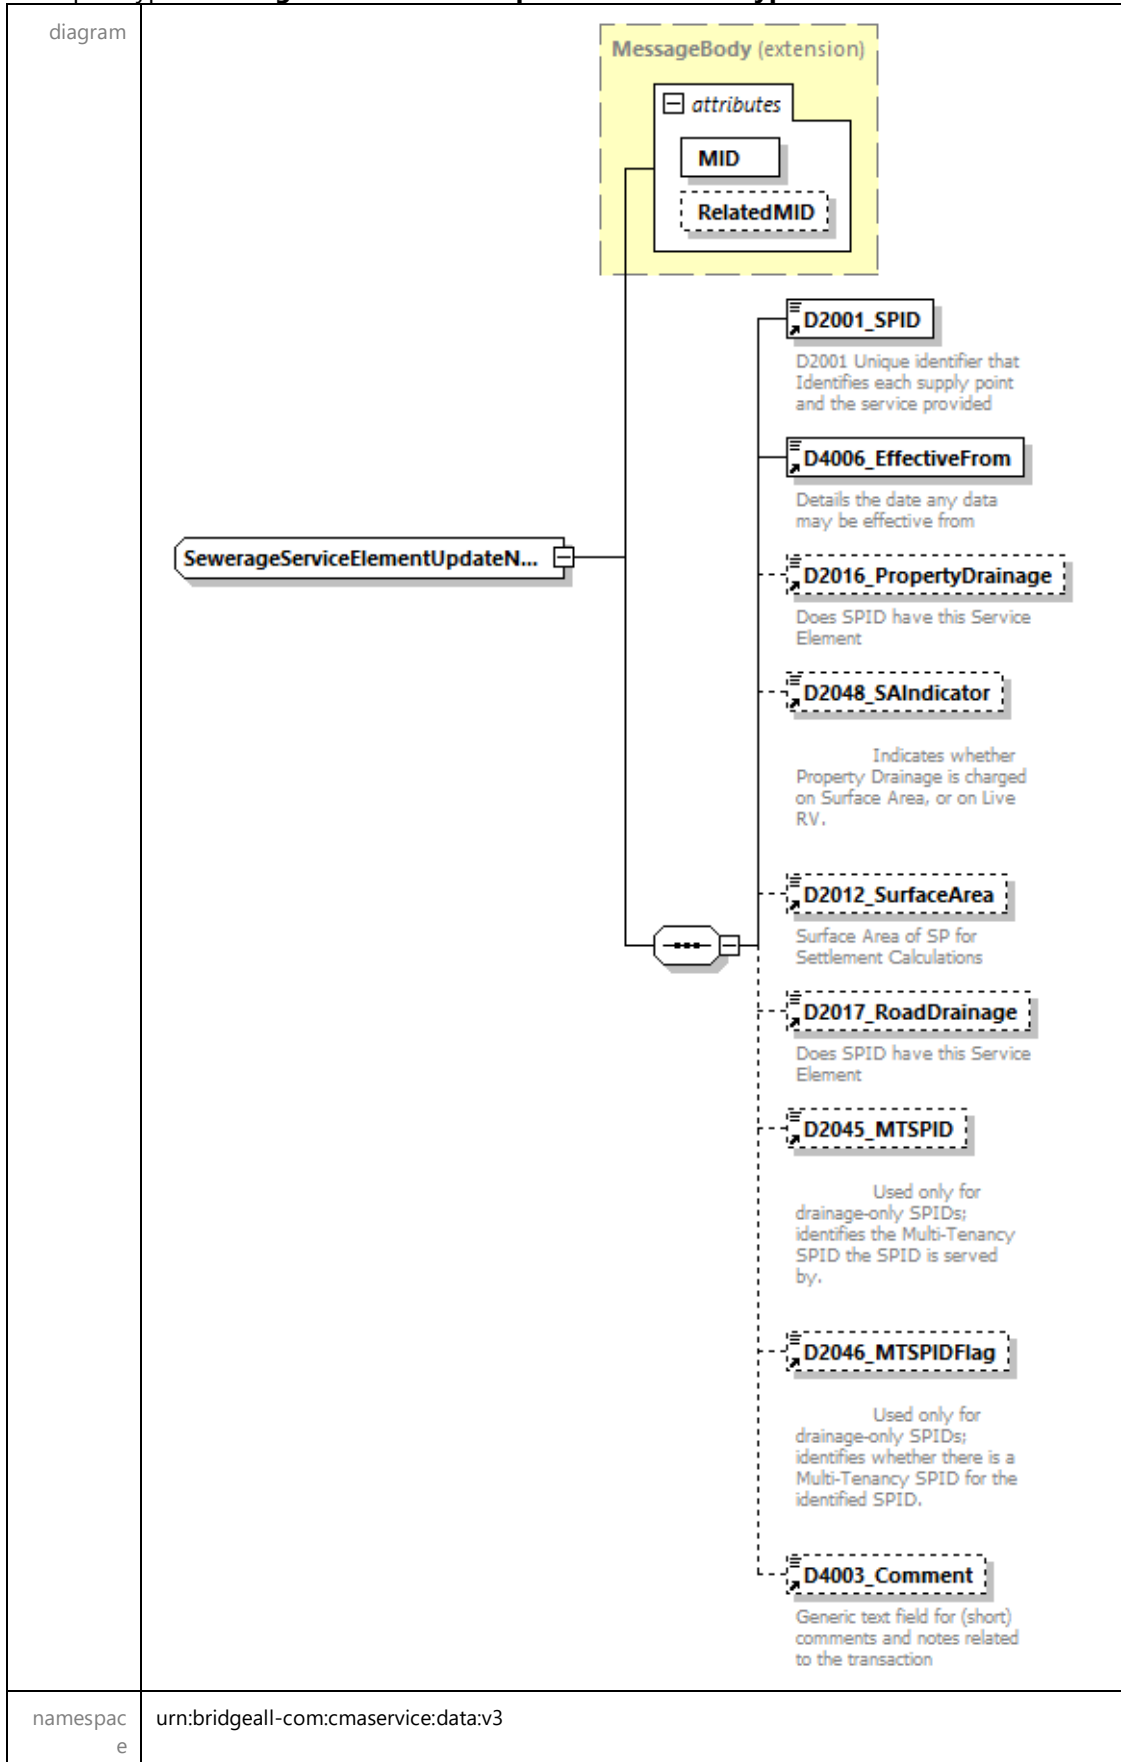 diagram
MessageBody (extension)
attributes
MID
RelatedMID
D2001_SPID
D2001 Unique identifier that
Identifies each supply point
and the service provided
D4006_EffectiveFrom
Details the date any data
may be effective from
SewerageServiceElementUpdateN...
D2016_PropertyDrainage
Does SPID have this Service
Element
D2048_SAIndicator
Indicates whether
Property Drainage is charged
on Surface Area, or on Live
RV.
D2012_SurfaceArea
Surface Area of SP for
Settlement Calculations
D2017_RoadDrainage
Does SPID have this Service
Element
D2045_MTSPID
Used only for
drainage-only SPIDs;
identifies the Multi-Tenancy
SPID the SPID is served
by.
D2046_MTSPIDFlag
Used only for
drainage-only SPIDs;
identifies whether there is a
Multi-Tenancy SPID for the
identified SPID.
D4003_Comment
Generic text field for (short)
comments and notes related
to the transaction
namespac
e
urn:bridgeall-com:cmaservice:data:v3